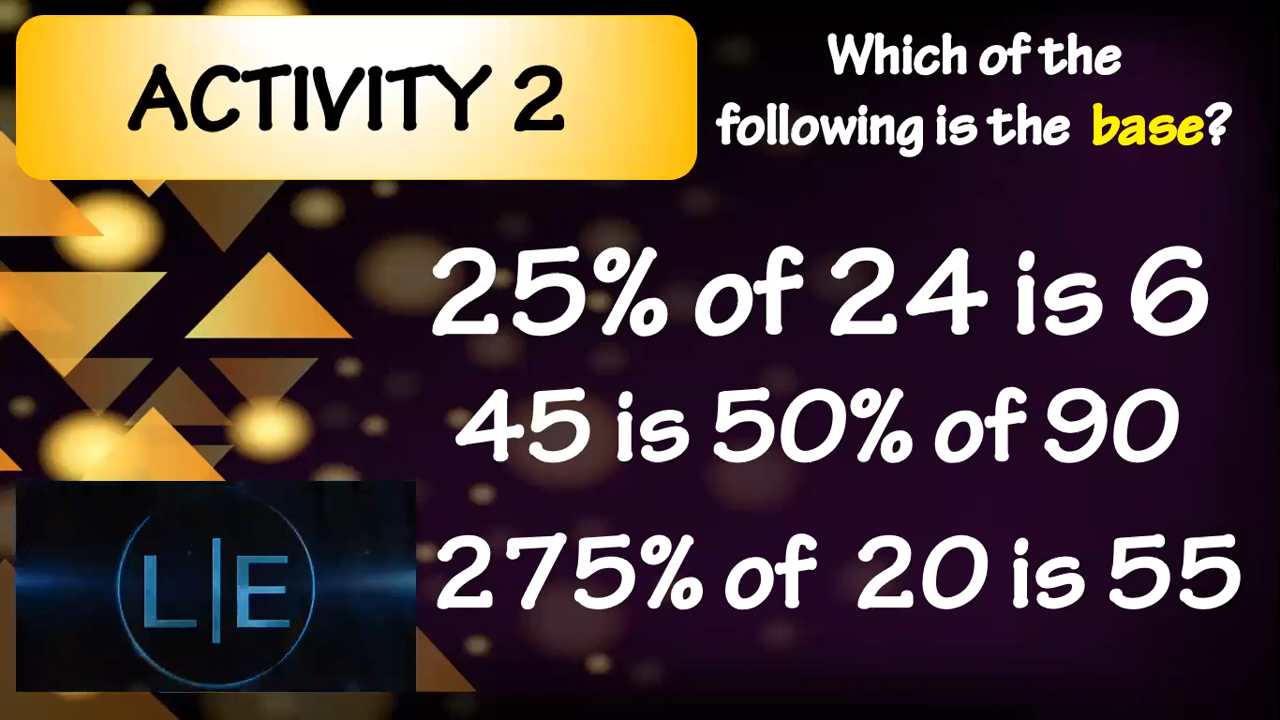 ACTIVITY 2
Which of the
following is the base?
25% of 24 is 6
45 is 50% of 90
275% of 20 is 55
L|E